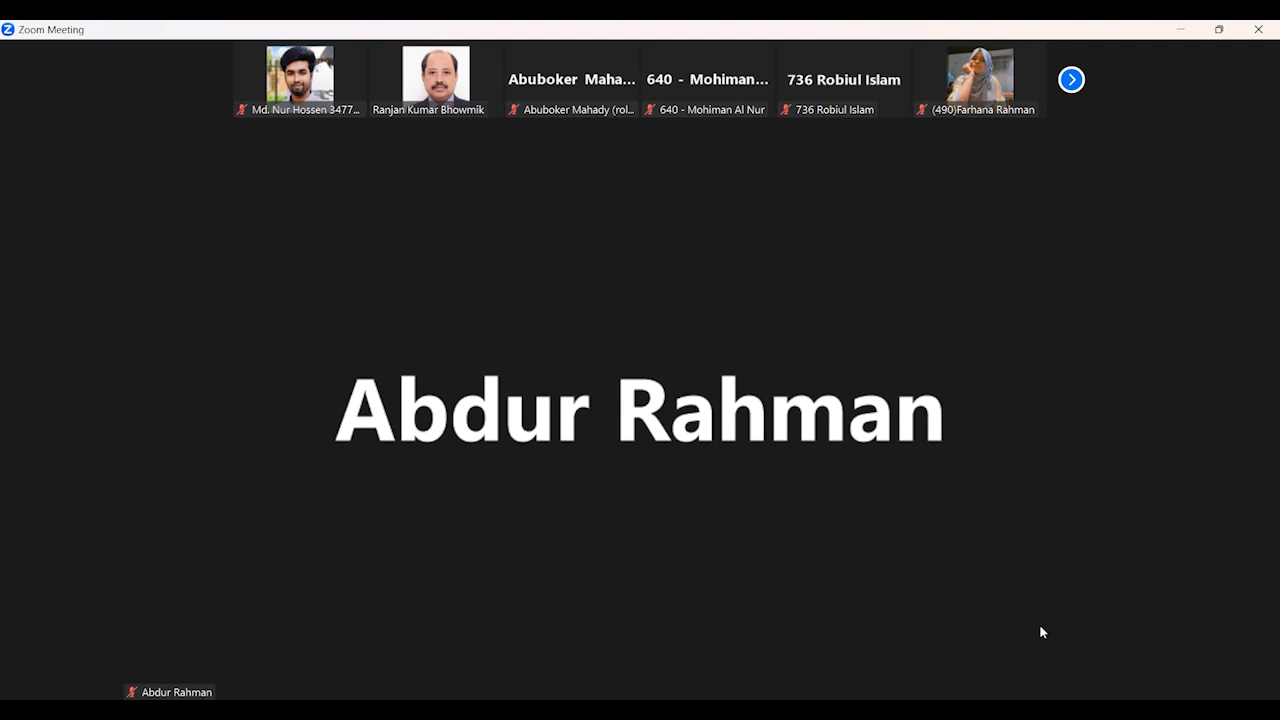 Zoom Meeting
Abuboker Maha... 640 - Mohiman... 736 Robiul Islam
Md. Nur Hossen 3477... Ranjan Kumar Bhowmik Abuboker Mahady (rol... 640 - Mohiman Al Nur 736 Robiul Islam (490)Farhana Rahman
Abdur Rahman
Abdur Rahman